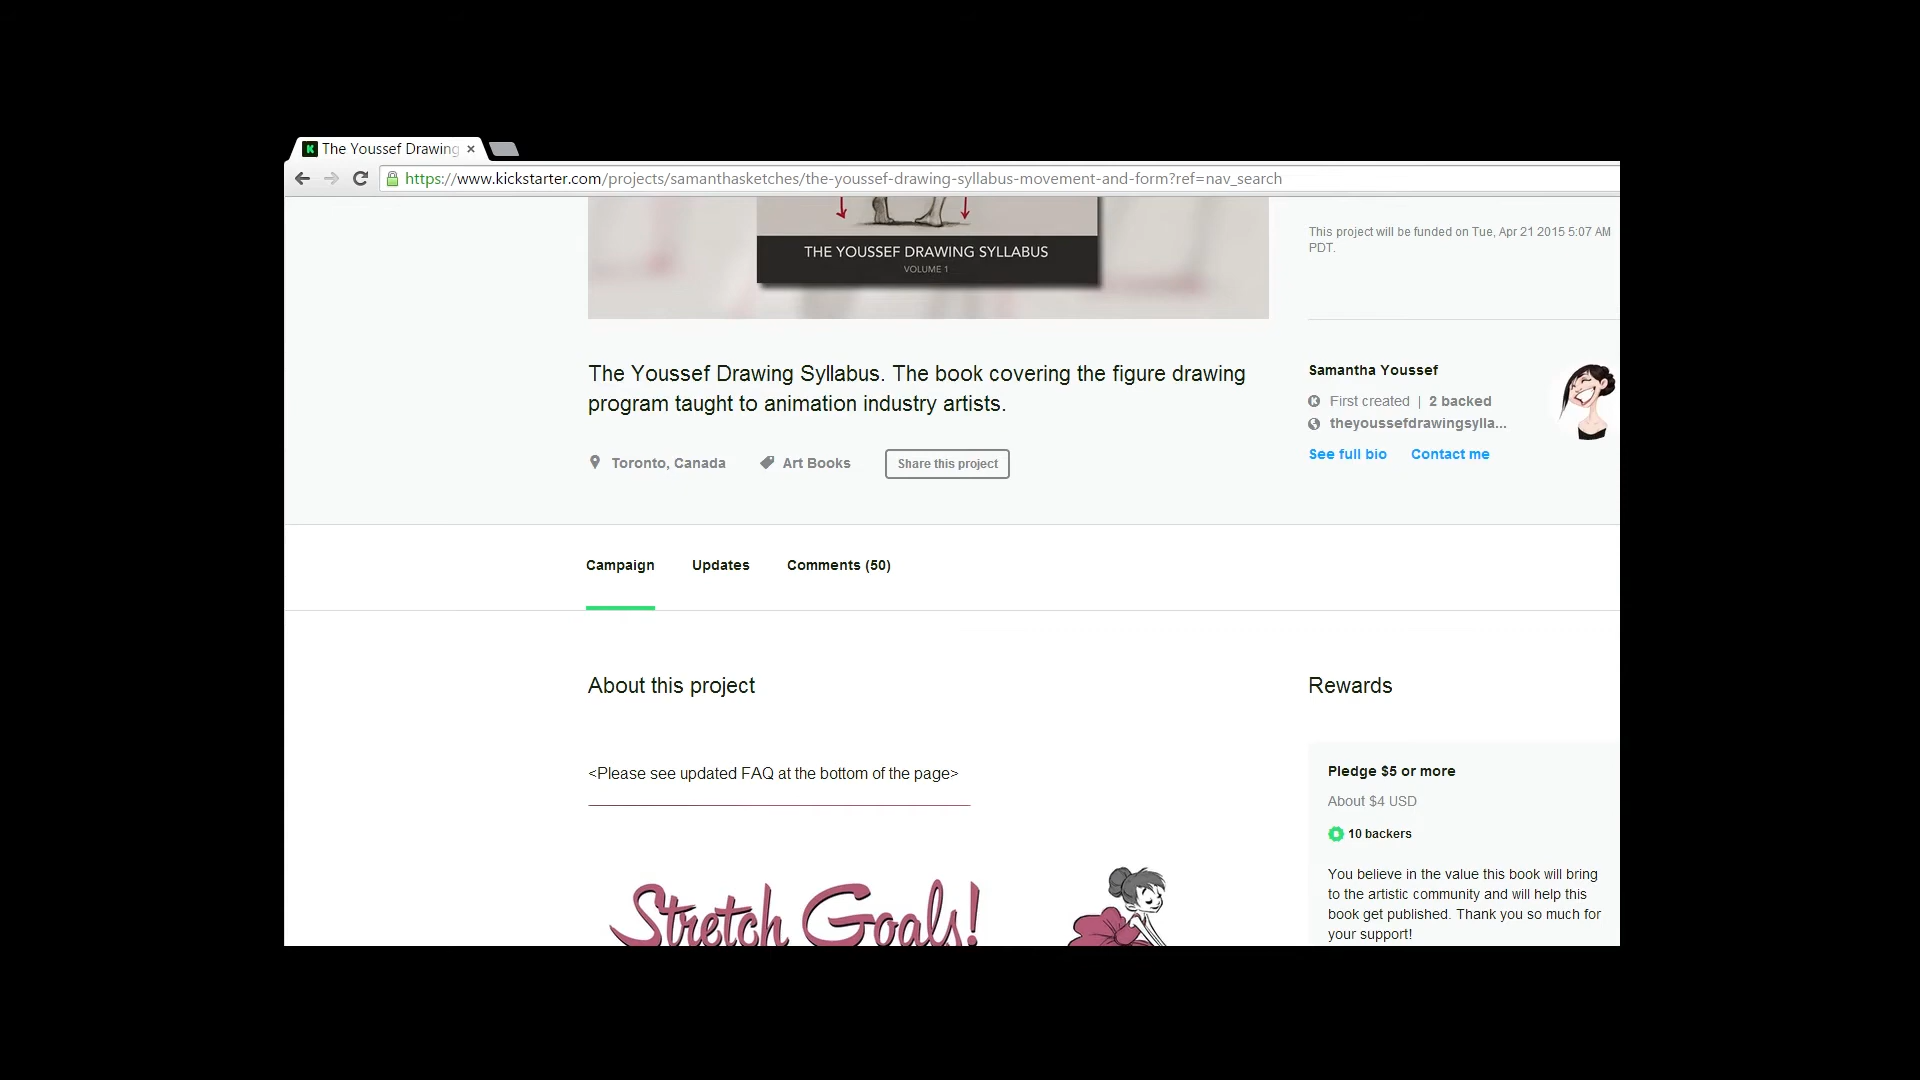 The Youssef Drawing
https://www.kickstarter.com/projects/samanthasketches/the-youssef-drawing-syllabus-movement-and-form?ref=nav_search
THE YOUSSEF DRAWING SYLLABUS
VOLUME 1
This project will be funded on Tue, Apr 21 2015 5:07 AM
PDT.
The Youssef Drawing Syllabus. The book covering the figure drawing
program taught to animation industry artists.
Toronto, Canada
Art Books
Share this project
Samantha Youssef
First created | 2 backed
theyoussefdrawingsylla...
See full bio
Contact me
Campaign
Updates
Comments (50)
About this project
<Please see updated FAQ at the bottom of the page>
Stretch Goals!
Rewards
Pledge $5 or more
About $4 USD
10 backers
You believe in the value this book will bring
to the artistic community and will help this
book get published. Thank you so much for
your support!